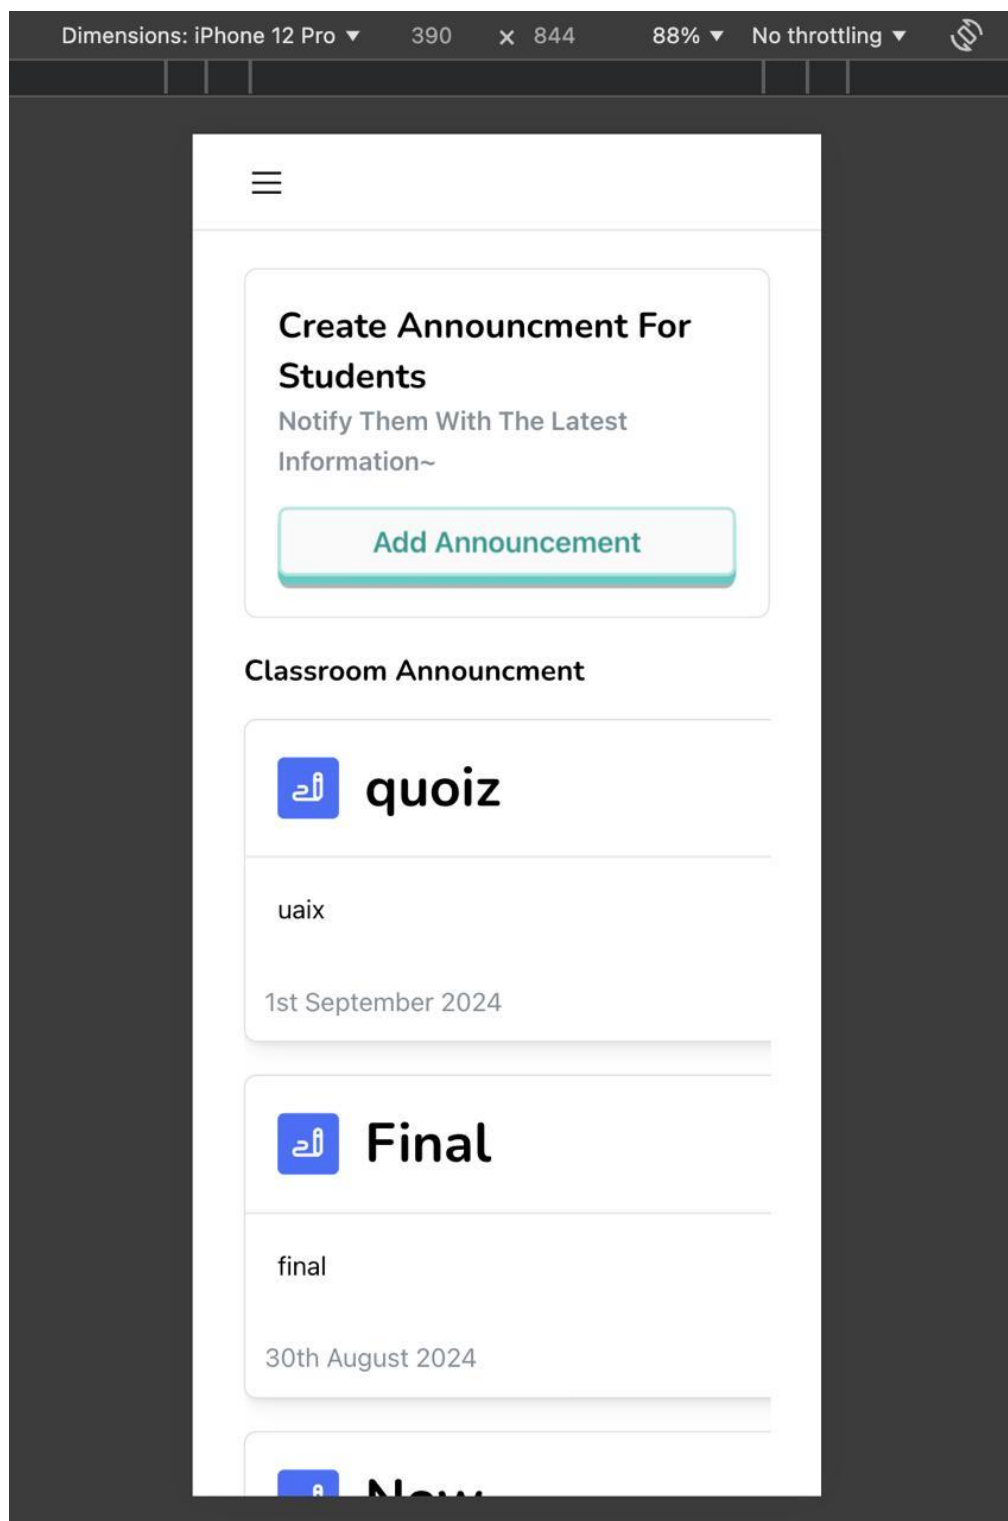 Dimensions: iPhone 12 Pro ▼ 390 × 844 88% ▼ No throttling ▼
Create Announcment For
Students
Notify Them With The Latest
Information~
Add Announcement
Classroom Announcment
quoiz
uaix
1st September 2024
Final
final
30th August 2024